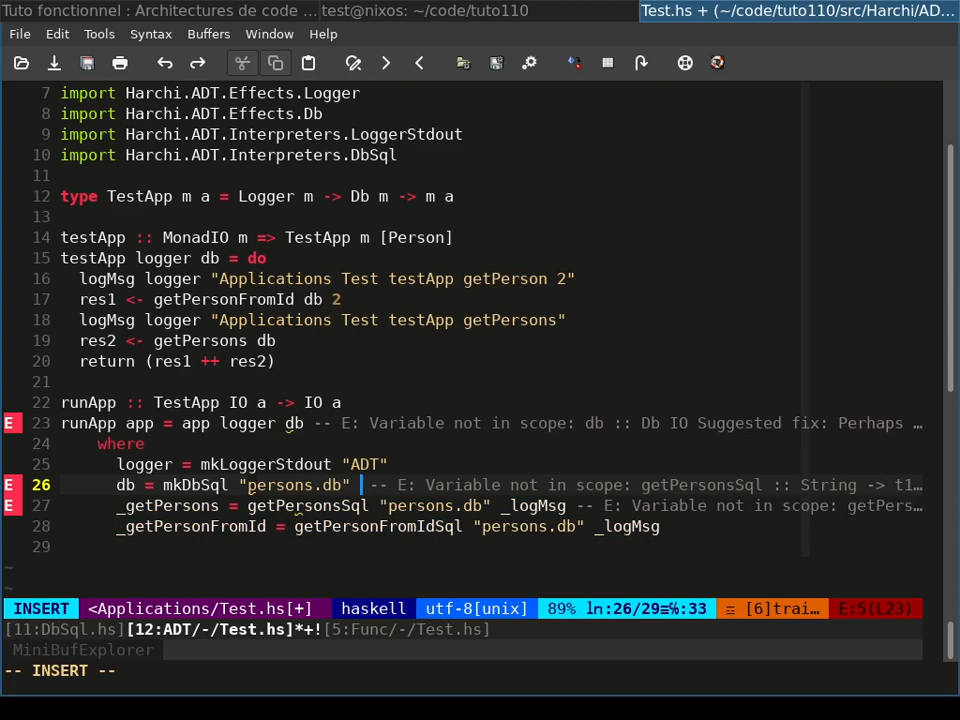 Tuto fonctionnel : Architectures de code ... test@nixos: ~/code/tuto110 Test.hs + (~/code/tuto110/src/Harchi/AD...
File Edit Tools Syntax Buffers Window Help
7 import Harchi.ADT.Effects.Logger
8 import Harchi.ADT.Effects.Db
9 import Harchi.ADT.Interpreters.LoggerStdout
10 import Harchi.ADT.Interpreters.DbSql
11
12 type TestApp m a = Logger m -> Db m -> m a
13
14 testApp :: MonadIO m => TestApp m [Person]
15 testApp logger db = do
16 logMsg logger "Applications Test testApp getPerson 2"
17 res1 <- getPersonFromId db 2
18 logMsg logger "Applications Test testApp getPersons"
19 res2 <- getPersons db
20 return (res1 ++ res2)
21
22 runApp :: TestApp IO a -> IO a
E 23 runApp app = app logger db -- E: Variable not in scope: db :: Db IO Suggested fix: Perhaps …
24 where
25 logger = mkLoggerStdout "ADT"
E 26 db = mkDbSql "persons.db" -- E: Variable not in scope: getPersonsSql :: String -> t1…
E 27 _getPersons = getPersonsSql "persons.db" _logMsg -- E: Variable not in scope: getPers…
28 _getPersonFromId = getPersonFromIdSql "persons.db" _logMsg
29
~
~
INSERT <Applications/Test.hs[+] haskell utf-8[unix] 89% ln:26/29≡℅:33 ☲ [6]trai… E:5(L23)
[11:DbSql.hs][12:ADT/-/Test.hs]*+![5:Func/-/Test.hs]
MiniBufExplorer
-- INSERT --